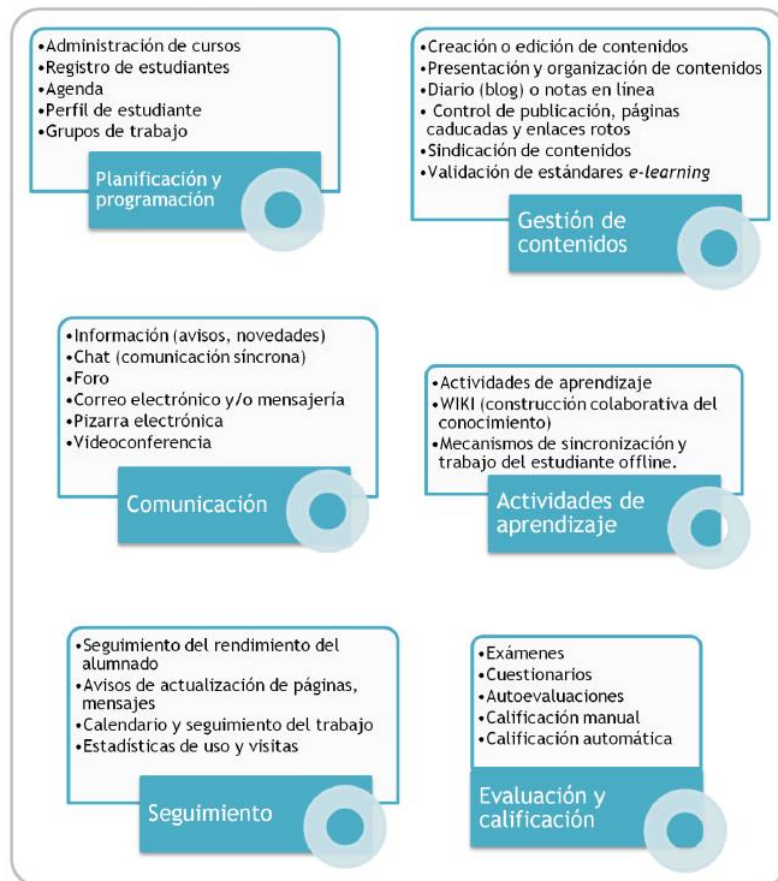 •Administración de cursos
•Registro de estudiantes
•Agenda
•Perfil de estudiante
•Grupos de trabajo
Planificación y
programación
•Creación o edición de contenidos
•Presentación y organización de contenidos
•Diario (blog) o notas en línea
• Control de publicación, páginas
caducadas y enlaces rotos
•Sindicación de contenidos
•Validación de estándares e-learning
Gestión de
contenidos
•Información (avisos, novedades)
•Chat (comunicación síncrona)
•Foro
•Correo electrónico y/o mensajería
•Pizarra electrónica
•Videoconferencia
Comunicación
•Actividades de aprendizaje
•WIKI (construcción colaborativa del
conocimiento)
•Mecanismos de sincronización y
trabajo del estudiante offline.
Actividades de
aprendizaje
•Seguimiento del rendimiento del
alumnado
•Avisos de actualización de páginas,
mensajes
•Calendario y seguimiento del trabajo
•Estadísticas de uso y visitas
Seguimiento
•Exámenes
•Cuestionarios
•Autoevaluaciones
•Calificación manual
•Calificación automática
Evaluación y
calificación